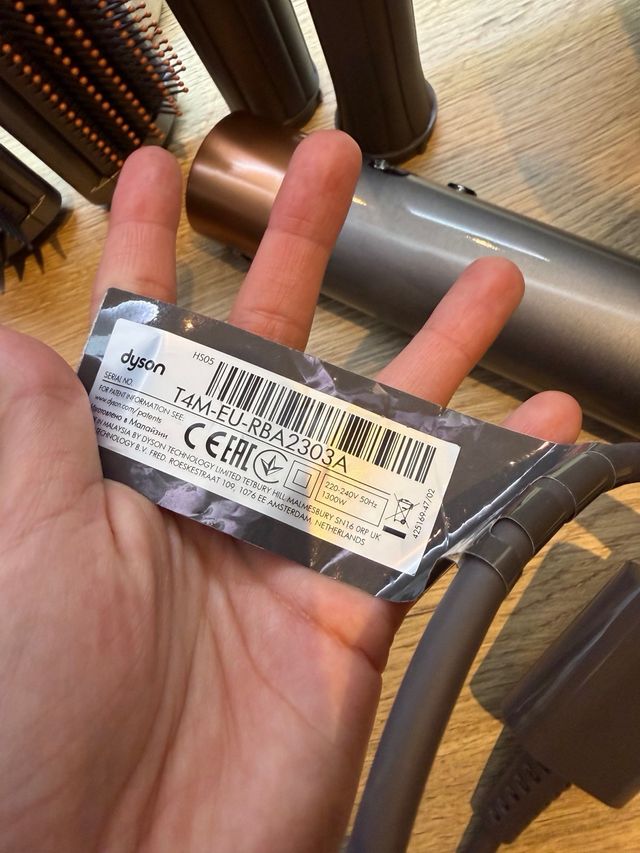 dyson
HS05
SERIAL NO.
T4M-EU-RBA2303A
FOR PATENT INFORMATION SEE:
www.dyson.com/patents
Изготовлено в Малайзии
IN MALAYSIA BY DYSON TECHNOLOGY LIMITED TETBURY HILL MALMESBURY SN16 0RP UK
TECHNOLOGY B.V. FRED. ROESKESTRAAT 109, 1076 EE AMSTERDAM, NETHERLANDS
CE EAC
220-240V 50Hz
1300W
425169-47/02